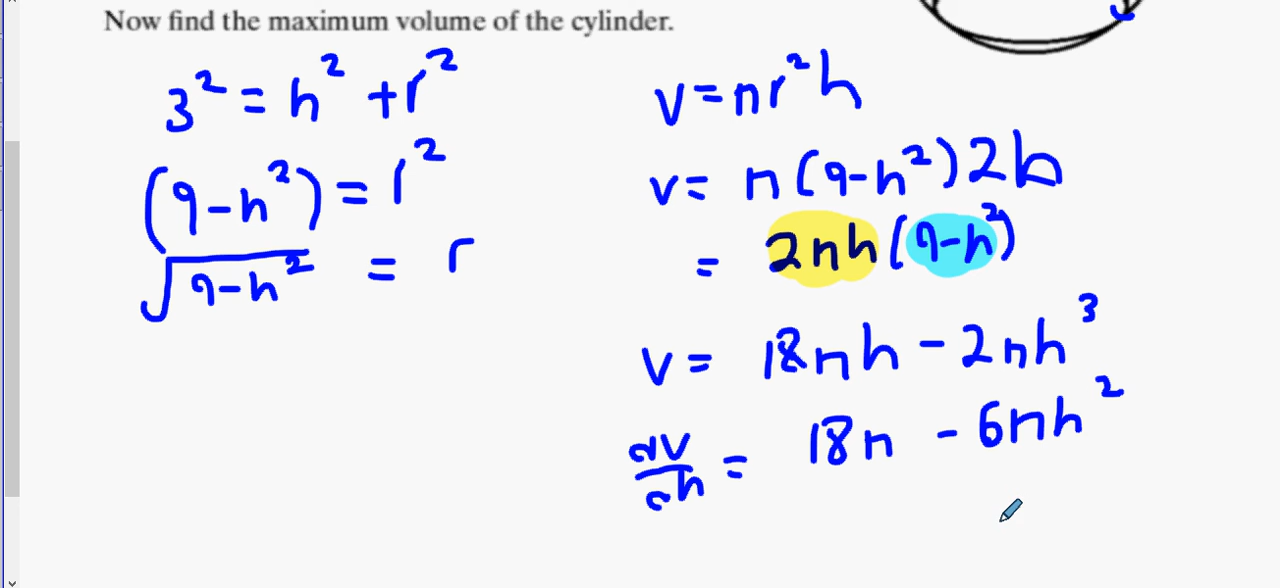 Now find the maximum volume of the cylinder.
3² = h² + r²
(9 - h²) = r²
√(9 - h²) = r
V = πr²h
V = π(9 - h²)2h
= 2πh(9 - h²)
V = 18πh - 2πh³
dV/dh = 18π - 6πh²